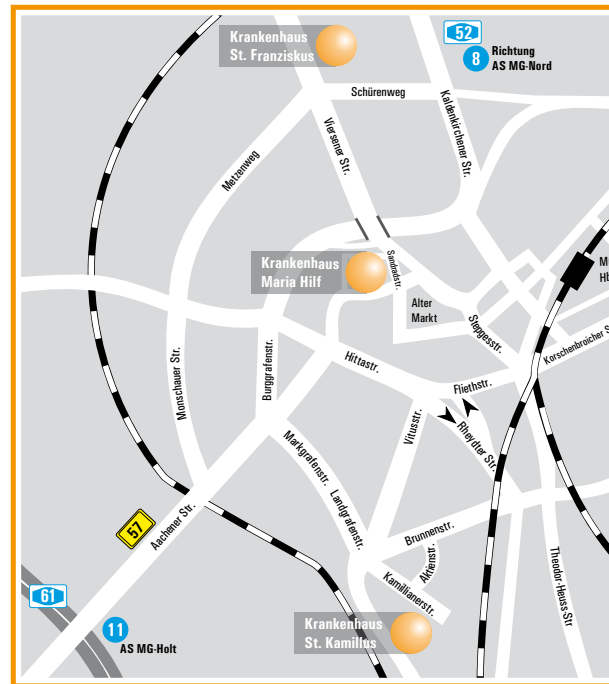 Krankenhaus
St. Franziskus
52
8
Richtung
AS MG-Nord
Schürenweg
Kaldenkirchener Str.
Viersener Str.
Metzenweg
Krankenhaus
Maria Hilf
Sandradstr.
Alter
Markt
Stepgesstr.
Korschenbroicher S
Hittastr.
Fliethstr.
Burggrafenstr.
Monschauer Str.
Vitusstr.
Rheydter Str.
Markgrafenstr.
Landgrafenstr.
Brunnenstr.
Aktienstr.
Kamillianerstr.
Theodor-Heuss-Str
Aachener Str.
57
61
11
AS MG-Holt
Krankenhaus
St. Kamillus